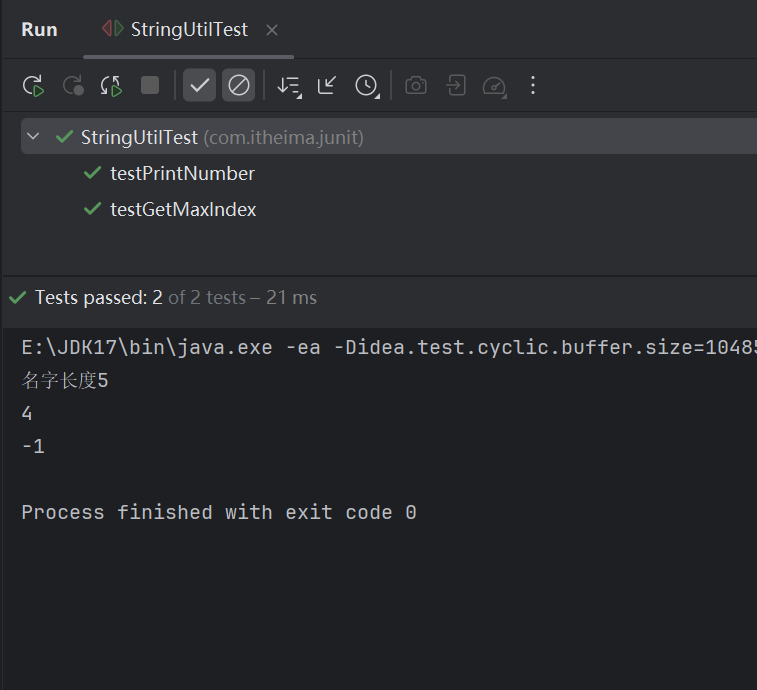 Run StringUtilTest
StringUtilTest (com.itheima.junit)
testPrintNumber
testGetMaxIndex
Tests passed: 2 of 2 tests – 21 ms
E:\JDK17\bin\java.exe -ea -Didea.test.cyclic.buffer.size=10485
名字长度5
4
-1
Process finished with exit code 0